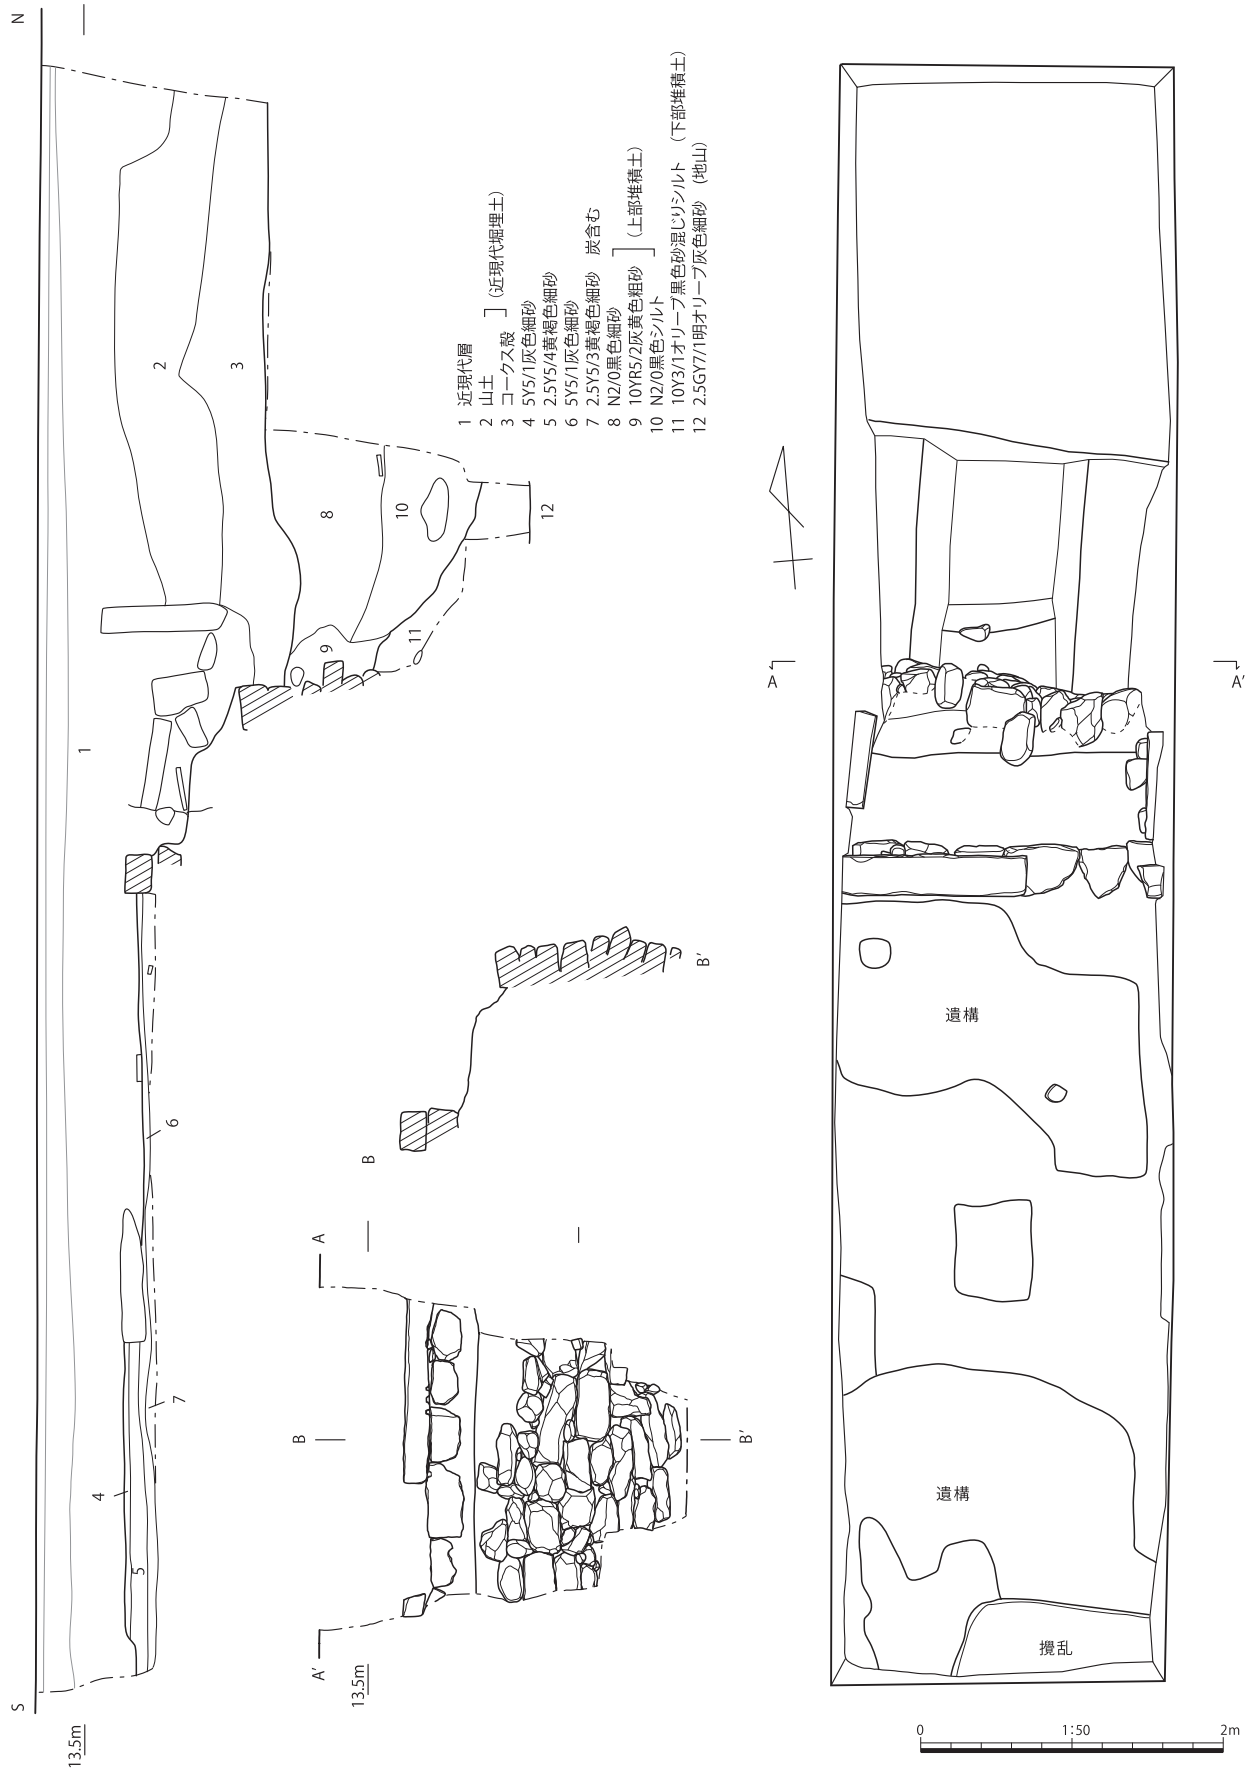 N
S
13.5m
1
2
3
4
5
6
7
8
9
10
11
12
1 近現代層
2 山土
3 コークス殻 ](近現代堀埋土)
4 5Y5/1灰色細砂
5 2.5Y5/4黄褐色細砂
6 5Y5/1灰色細砂
7 2.5Y5/3黄褐色細砂 炭含む
8 N2/0黒色細砂
9 10YR5/2灰黄色粗砂 ](上部堆積土)
10 N2/0黒色シルト
11 10Y3/1オリーブ黒色砂混じりシルト (下部堆積土)
12 2.5GY7/1明オリーブ灰色細砂 (地山)
B
B′
A
A′
B
B′
13.5m
A
A′
遺構
遺構
攪乱
0 1:50 2m